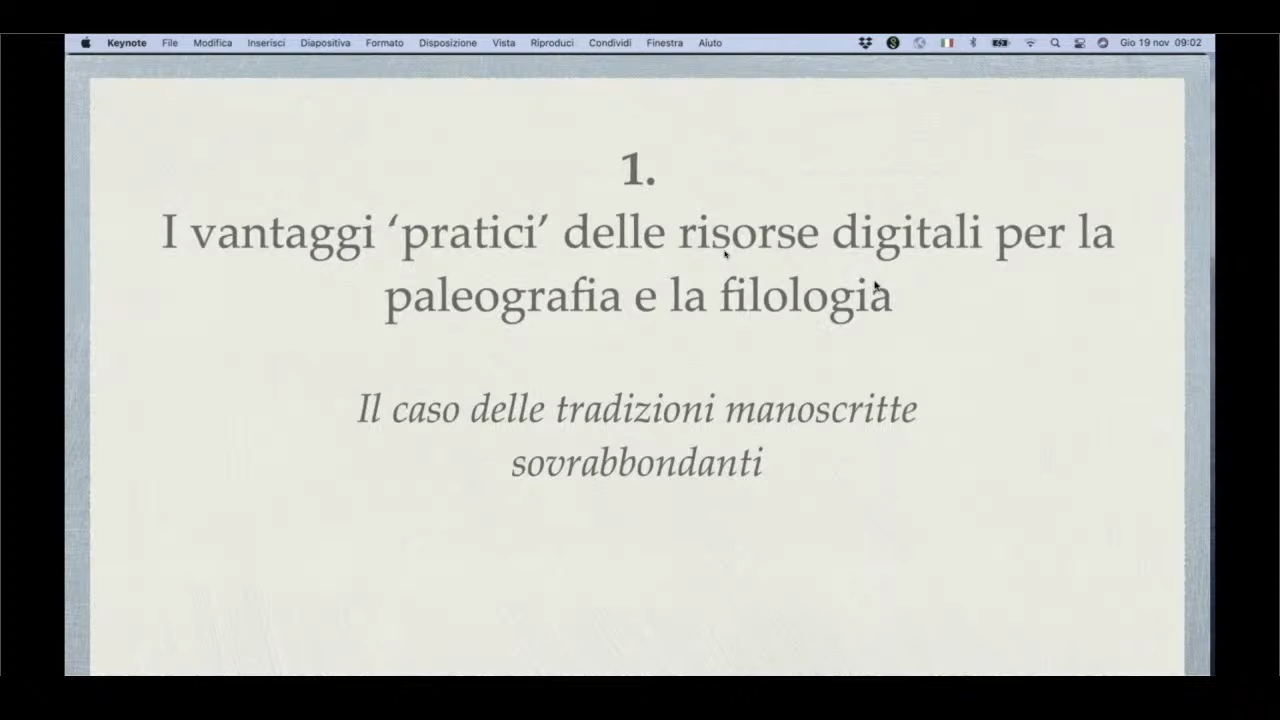 Keynote File Modifica Inserisci Diapositiva Formato Disposizione Vista Riproduci Condividi Finestra Aiuto Gio 19 nov 09:02
1.
I vantaggi ‘pratici’ delle risorse digitali per la
paleografia e la filologia
Il caso delle tradizioni manoscritte
sovrabbondanti